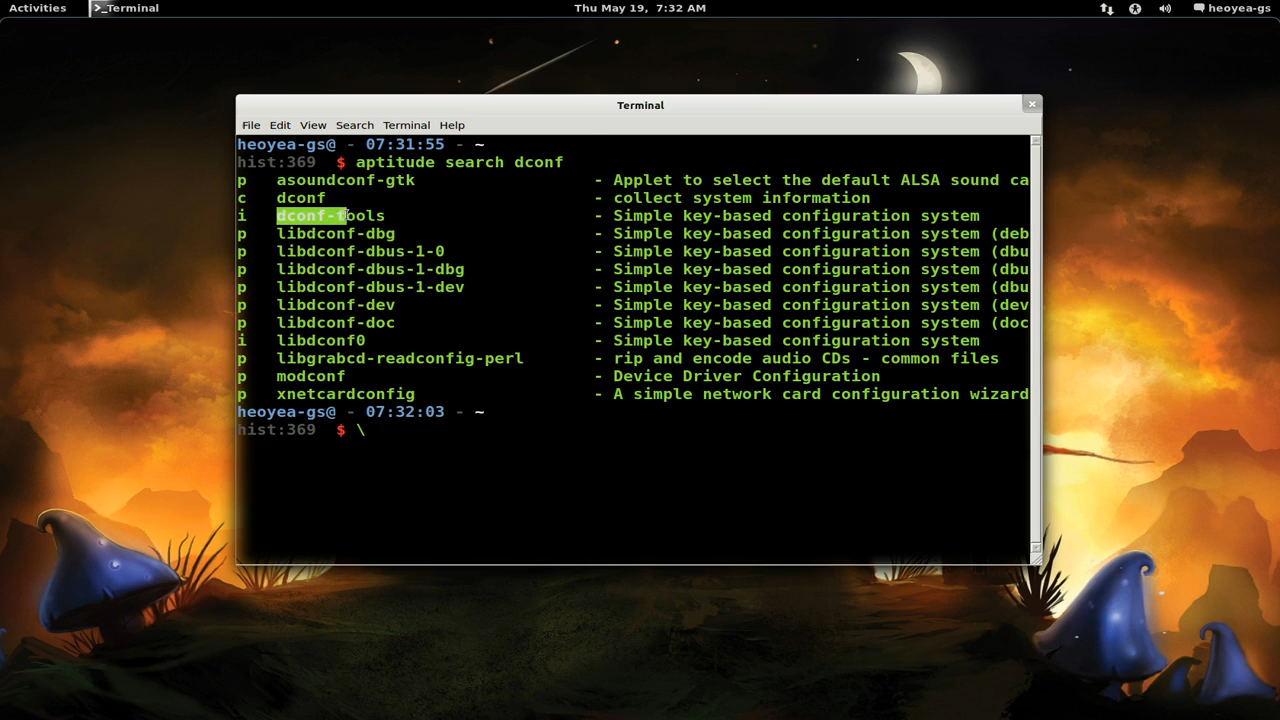 Activities >_Terminal Thu May 19, 7:32 AM heoyea-gs
Terminal
File Edit View Search Terminal Help
heoyea-gs@ - 07:31:55 - ~
hist:369 $ aptitude search dconf
p asoundconf-gtk - Applet to select the default ALSA sound ca
c dconf - collect system information
i dconf-tools - Simple key-based configuration system
p libdconf-dbg - Simple key-based configuration system (deb
p libdconf-dbus-1-0 - Simple key-based configuration system (dbu
p libdconf-dbus-1-dbg - Simple key-based configuration system (dbu
p libdconf-dbus-1-dev - Simple key-based configuration system (dbu
p libdconf-dev - Simple key-based configuration system (dev
p libdconf-doc - Simple key-based configuration system (doc
i libdconf0 - Simple key-based configuration system
p libgrabcd-readconfig-perl - rip and encode audio CDs - common files
p modconf - Device Driver Configuration
p xnetcardconfig - A simple network card configuration wizard
heoyea-gs@ - 07:32:03 - ~
hist:369 $ \